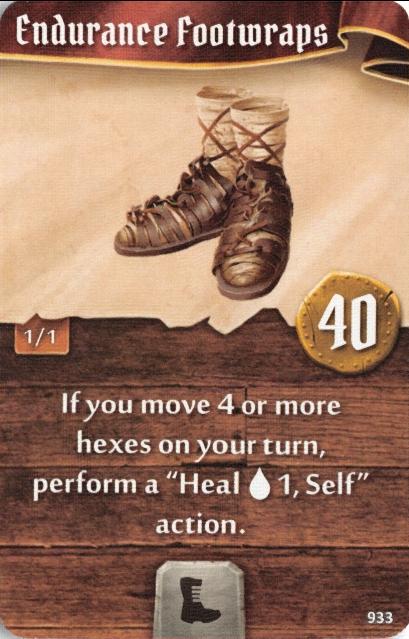 Endurance Footwraps
40
1/1
If you move 4 or more
hexes on your turn,
perform a “Heal 1, Self”
action.
933